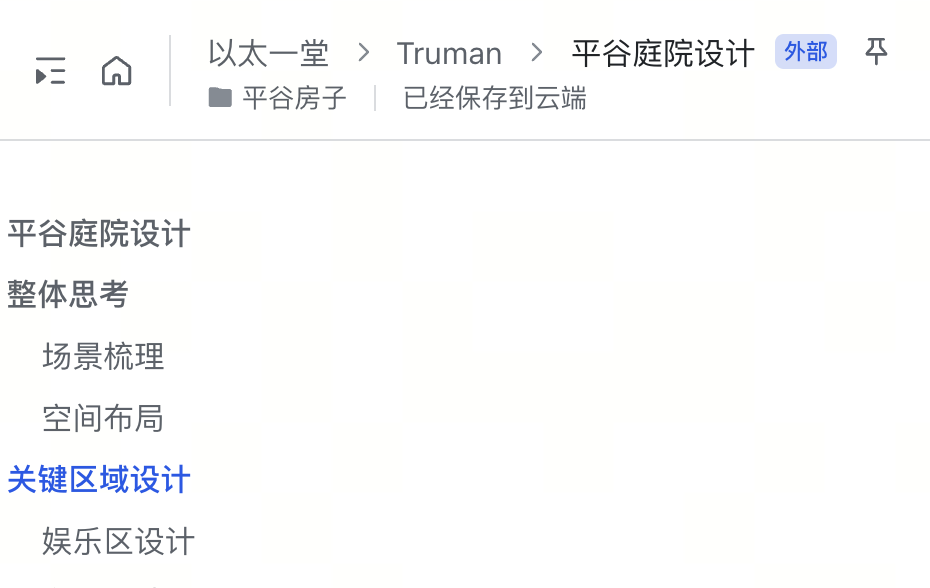 以太一堂 > Truman > 平谷庭院设计 外部
平谷房子 | 已经保存到云端
平谷庭院设计
整体思考
场景梳理
空间布局
关键区域设计
娱乐区设计